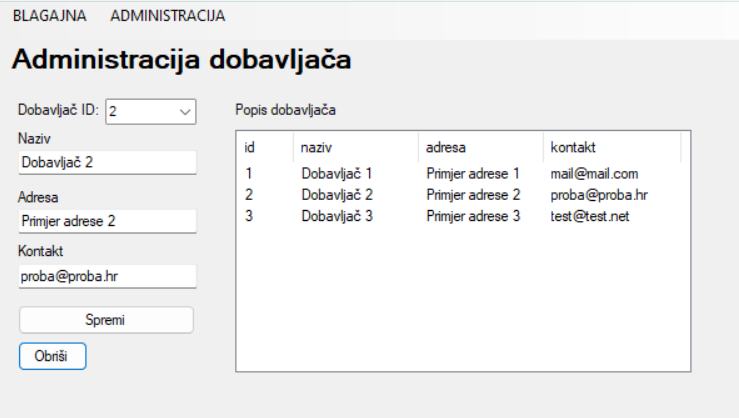 BLAGAJNA ADMINISTRACIJA
Administracija dobavljača
Dobavljač ID: 2
Naziv
Dobavljač 2
Adresa
Primjer adrese 2
Kontakt
proba@proba.hr
Spremi
Obriši
Popis dobavljača
id naziv adresa kontakt
1 Dobavljač 1 Primjer adrese 1 mail@mail.com
2 Dobavljač 2 Primjer adrese 2 proba@proba.hr
3 Dobavljač 3 Primjer adrese 3 test@test.net